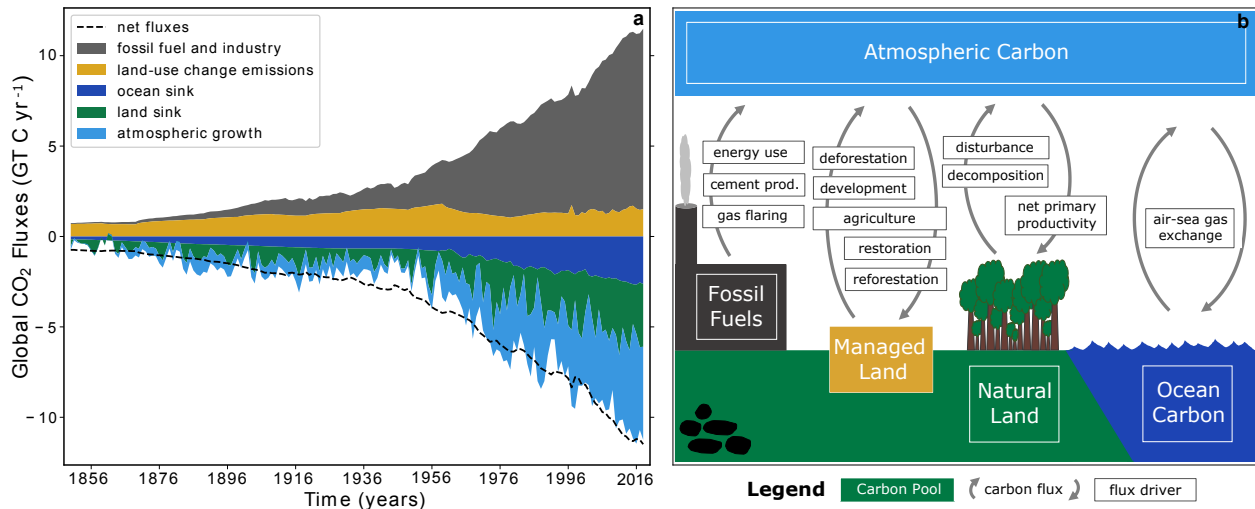 a
net fluxes
fossil fuel and industry
land-use change emissions
ocean sink
land sink
atmospheric growth
Global CO₂ Fluxes (GT C yr⁻¹)
10
5
0
−5
−10
1856 1876 1896 1916 1936 1956 1976 1996 2016
Time (years)
b
Atmospheric Carbon
energy use
cement prod.
gas flaring
deforestation
development
agriculture
restoration
reforestation
disturbance
decomposition
net primary
productivity
air-sea gas
exchange
Fossil
Fuels
Managed
Land
Natural
Land
Ocean
Carbon
Legend
Carbon Pool
carbon flux
flux driver